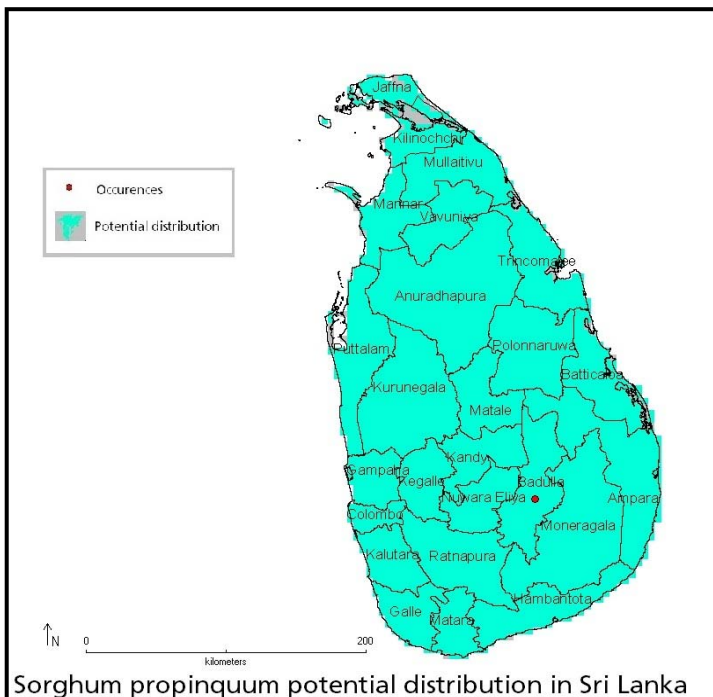 Jaffna
Kilinochchi
Mullaitivu
Occurences
Mannar
Vavuniya
Potential distribution
Trincomalee
Anuradhapura
Puttalam
Polonnaruwa
Batticaloa
Kurunegala
Matale
Kandy
Gampaha
Kegalle
Badulla
Nuwara Eliya
Ampara
Colombo
Moneragala
Kalutara
Ratnapura
Hambantota
Galle
Matara
N
0
200
kilometers
Sorghum propinquum potential distribution in Sri Lanka